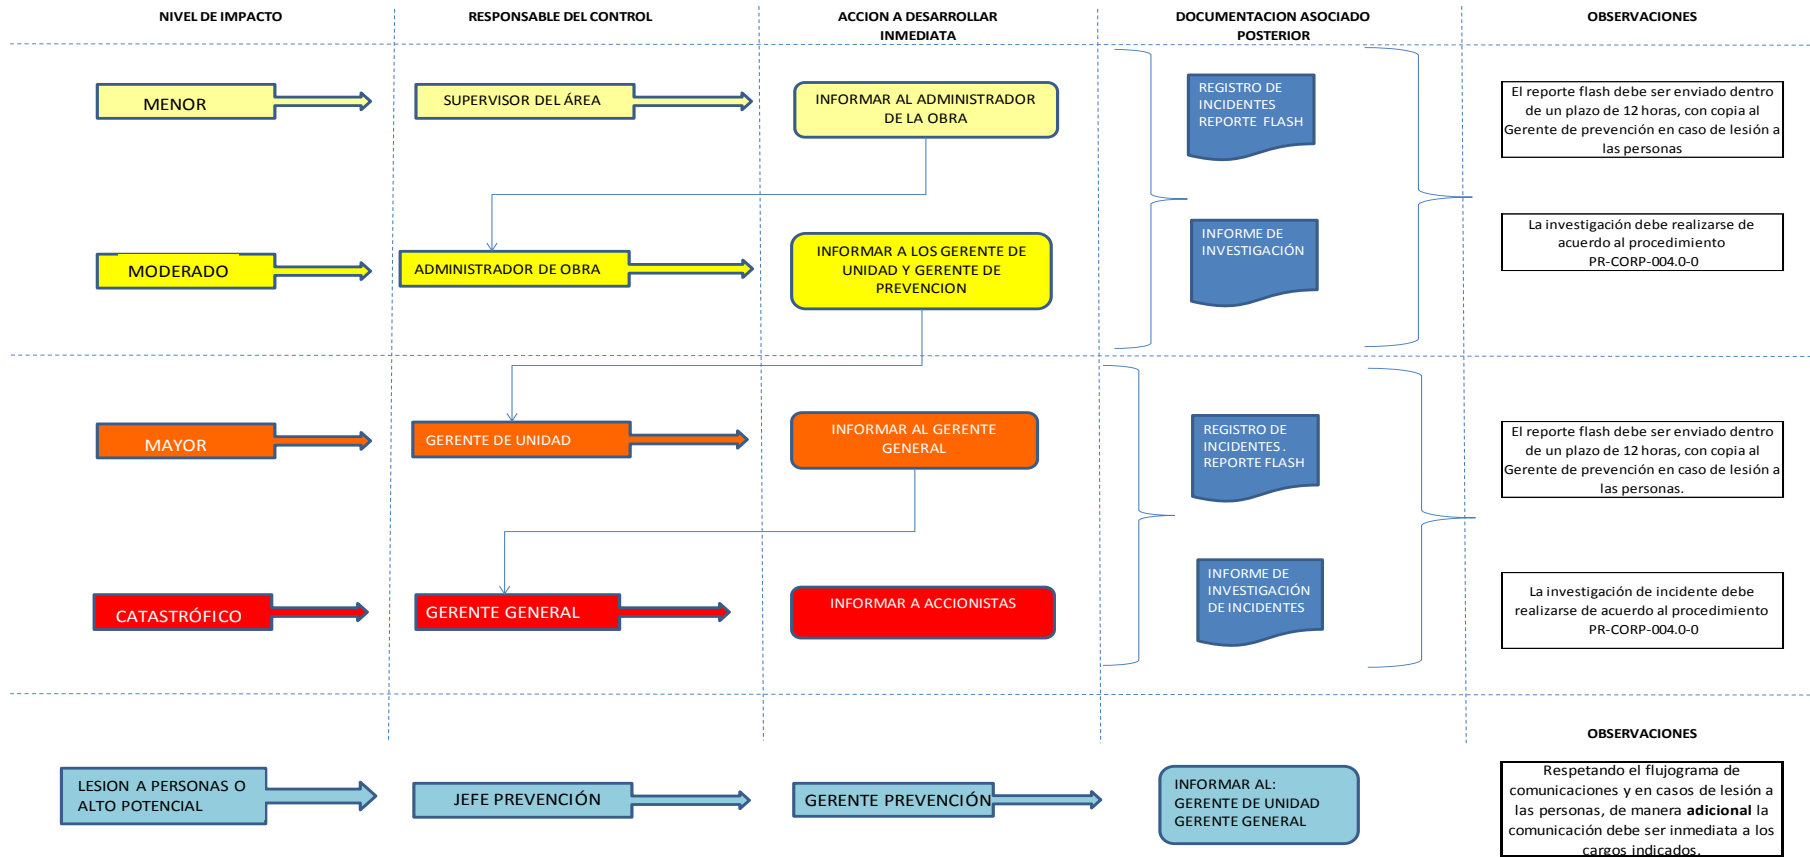 NIVEL DE IMPACTO
RESPONSABLE DEL CONTROL
ACCION A DESARROLLAR
INMEDIATA
DOCUMENTACION ASOCIADO
POSTERIOR
OBSERVACIONES
MENOR
SUPERVISOR DEL ÁREA
INFORMAR AL ADMINISTRADOR
DE LA OBRA
REGISTRO DE
INCIDENTES
REPORTE FLASH
El reporte flash debe ser enviado dentro
de un plazo de 12 horas, con copia al
Gerente de prevención en caso de lesión a
las personas
MODERADO
ADMINISTRADOR DE OBRA
INFORMAR A LOS GERENTE DE
UNIDAD Y GERENTE DE
PREVENCION
INFORME DE
INVESTIGACIÓN
La investigación debe realizarse de
acuerdo al procedimiento
PR-CORP-004.0-0
MAYOR
GERENTE DE UNIDAD
INFORMAR AL GERENTE
GENERAL
REGISTRO DE
INCIDENTES .
REPORTE FLASH
El reporte flash debe ser enviado dentro
de un plazo de 12 horas, con copia al
Gerente de prevención en caso de lesión a
las personas.
CATASTRÓFICO
GERENTE GENERAL
INFORMAR A ACCIONISTAS
INFORME DE
INVESTIGACIÓN
DE INCIDENTES
La investigación de incidente debe
realizarse de acuerdo al procedimiento
PR-CORP-004.0-0
OBSERVACIONES
LESION A PERSONAS O
ALTO POTENCIAL
JEFE PREVENCIÓN
GERENTE PREVENCIÓN
INFORMAR AL:
GERENTE DE UNIDAD
GERENTE GENERAL
Respetando el flujograma de
comunicaciones y en casos de lesión a
las personas, de manera adicional la
comunicación debe ser inmediata a los
cargos indicados.